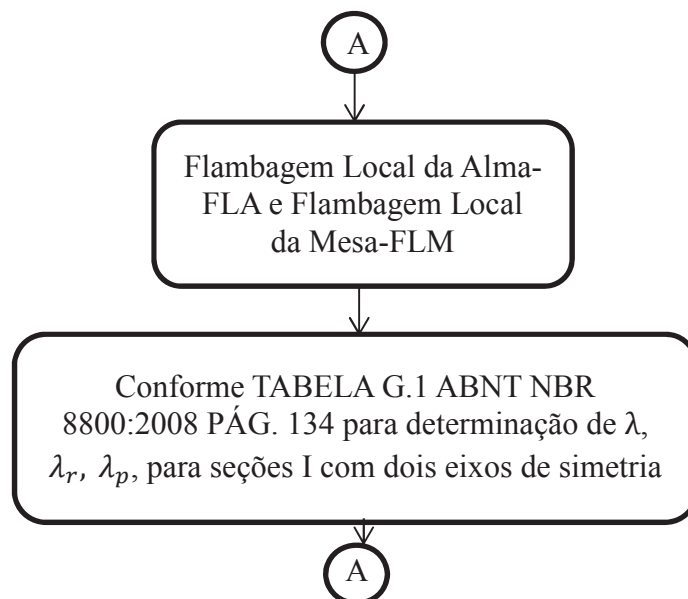 A
Flambagem Local da Alma-
FLA e Flambagem Local
da Mesa-FLM
Conforme TABELA G.1 ABNT NBR
8800:2008 PÁG. 134 para determinação de λ,
λr, λp, para seções I com dois eixos de simetria
A